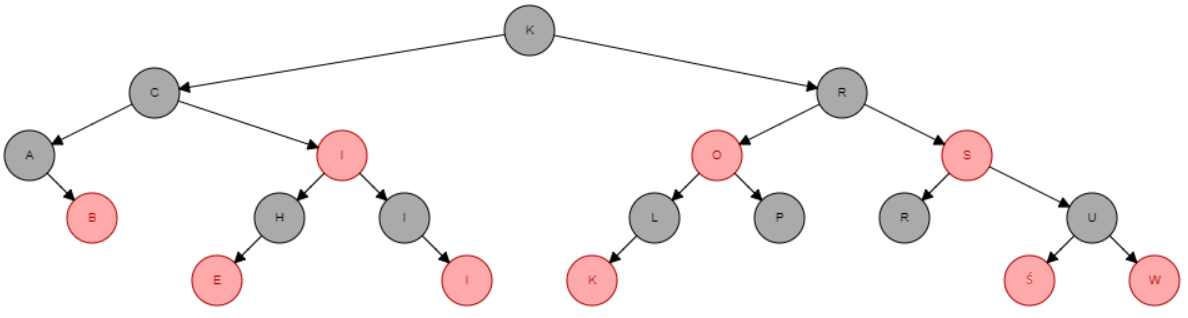 K
C R
A I O S
B H I L P R U
E I K Ś W